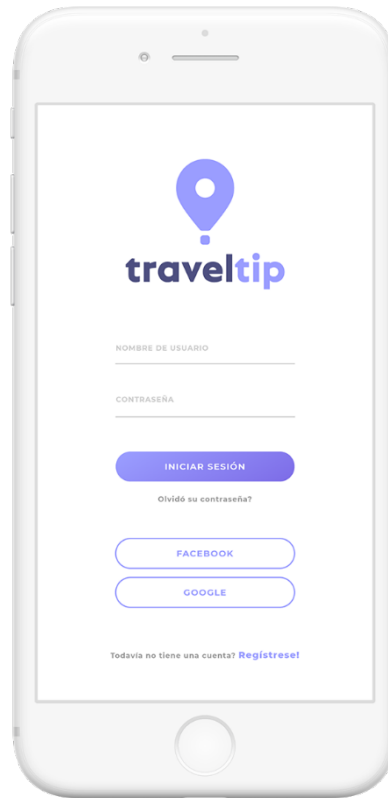 traveltip
NOMBRE DE USUARIO
CONTRASEÑA
INICIAR SESIÓN
Olvidó su contraseña?
FACEBOOK
GOOGLE
Todavía no tiene una cuenta? Regístrese!